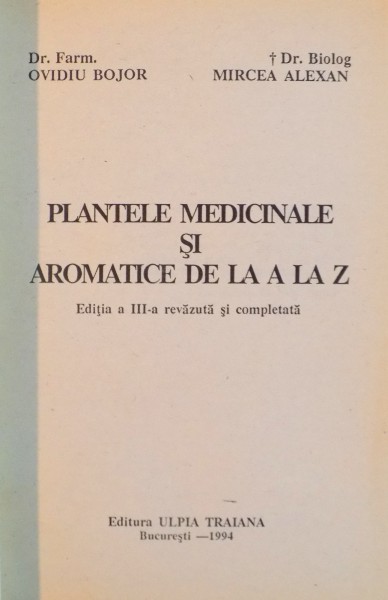 Dr. Farm.
OVIDIU BOJOR
† Dr. Biolog
MIRCEA ALEXAN
PLANTELE MEDICINALE
ŞI
AROMATICE DE LA A LA Z
Ediţia a III-a revăzută şi completată
Editura ULPIA TRAIANA
Bucureşti —1994